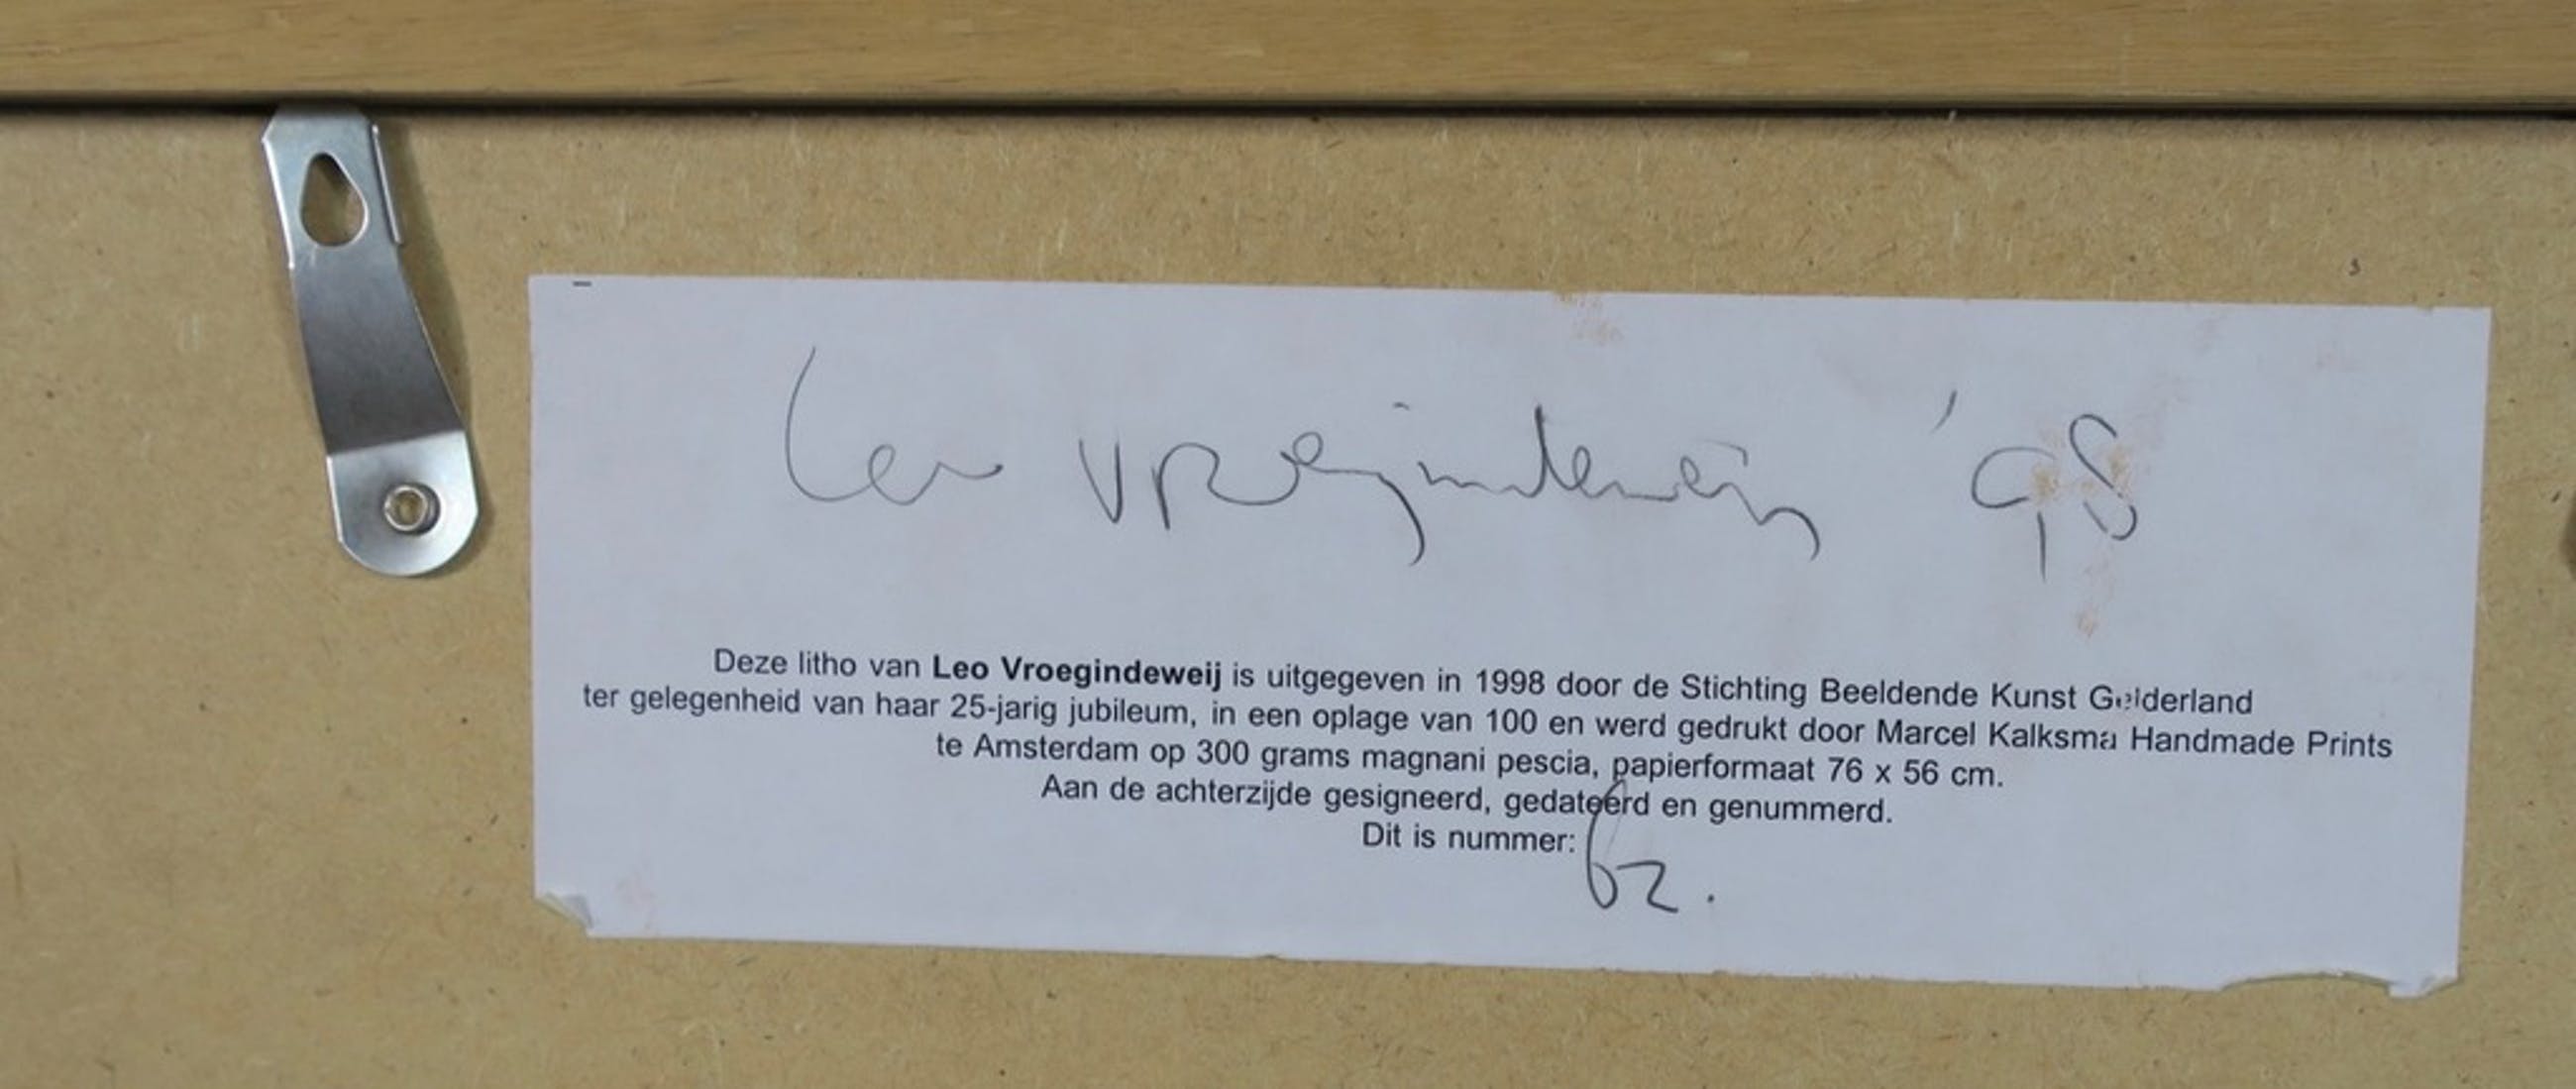 Leo Vroegindeweij '98
Deze litho van Leo Vroegindeweij is uitgegeven in 1998 door de Stichting Beeldende Kunst Gelderland
ter gelegenheid van haar 25-jarig jubileum, in een oplage van 100 en werd gedrukt door Marcel Kalksma Handmade Prints
te Amsterdam op 300 grams magnani pescia, papierformaat 76 x 56 cm.
Aan de achterzijde gesigneerd, gedateerd en genummerd.
Dit is nummer:
62.